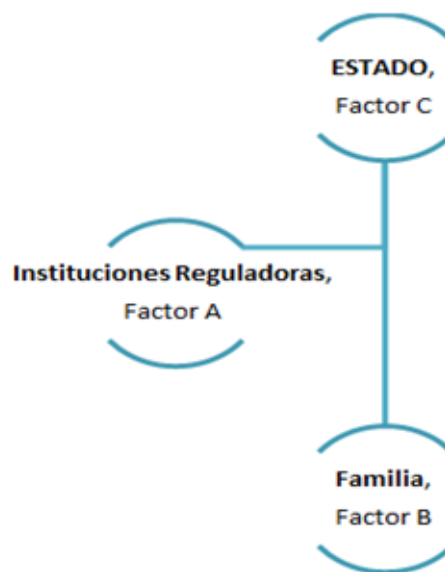 ESTADO,
Factor C
Instituciones Reguladoras,
Factor A
Familia,
Factor B